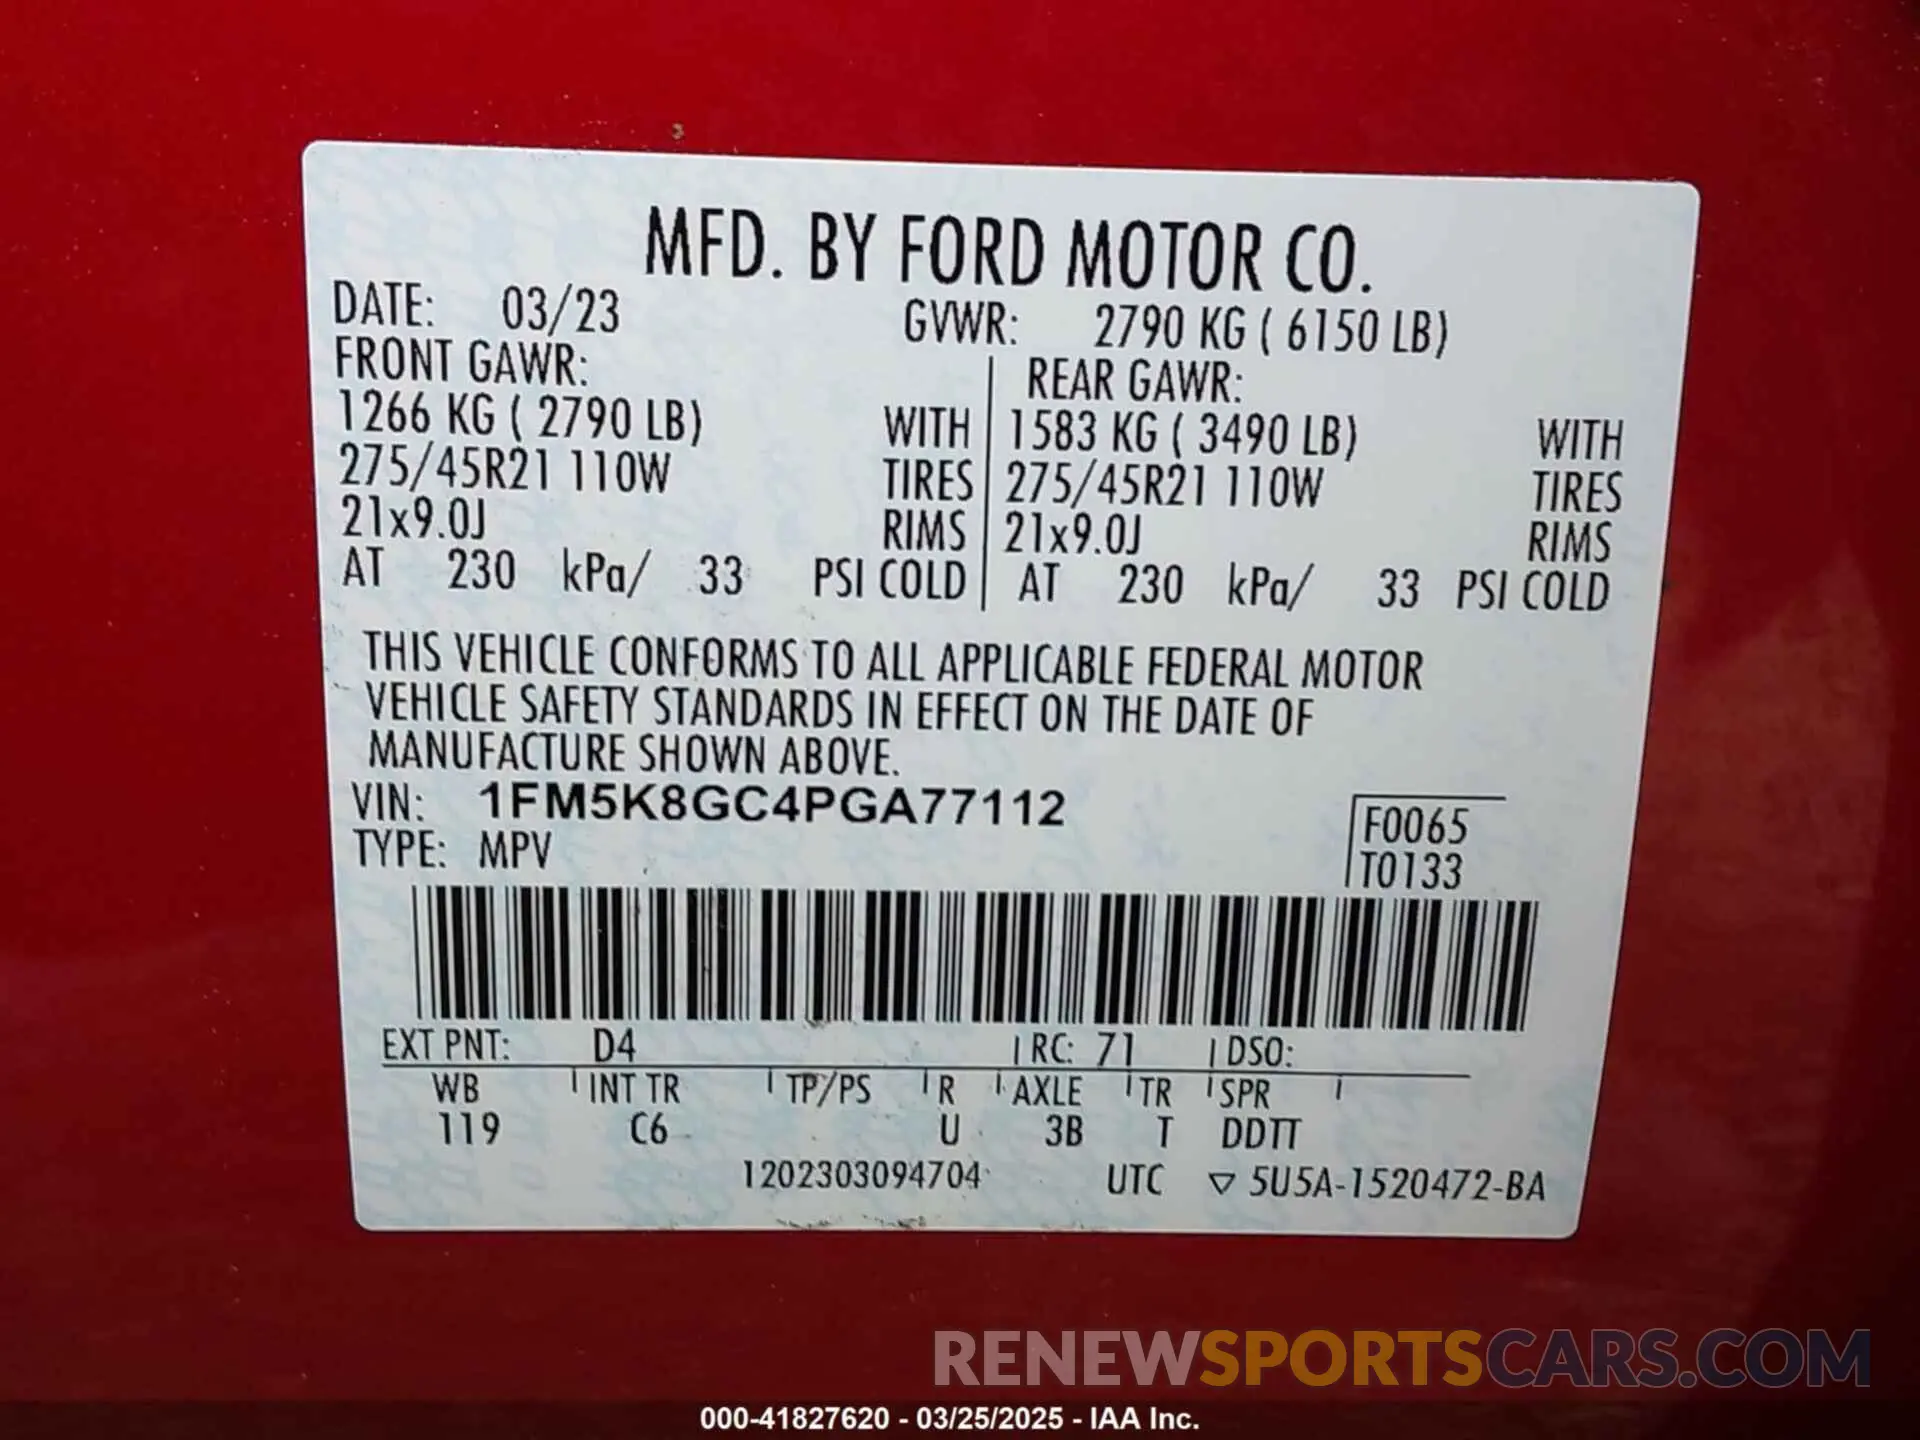 MFD. BY FORD MOTOR CO.
DATE: 03/23 GVWR: 2790 KG ( 6150 LB)
FRONT GAWR: REAR GAWR:
1266 KG ( 2790 LB) WITH 1583 KG ( 3490 LB) WITH
275/45R21 110W TIRES 275/45R21 110W TIRES
21x9.0J RIMS 21x9.0J RIMS
AT 230 kPa/ 33 PSI COLD AT 230 kPa/ 33 PSI COLD
THIS VEHICLE CONFORMS TO ALL APPLICABLE FEDERAL MOTOR
VEHICLE SAFETY STANDARDS IN EFFECT ON THE DATE OF
MANUFACTURE SHOWN ABOVE.
VIN: 1FM5K8GC4PGA77112 F0065
TYPE: MPV T0133
EXT PNT: D4 RC: 71 DSO:
WB INT TR TP/PS R AXLE TR SPR
119 C6 U 3B T DDTT
1202303094704 UTC ▽ 5U5A-1520472-BA
RENEWSPORTSCARS.COM
000-41827620 - 03/25/2025 - IAA Inc.